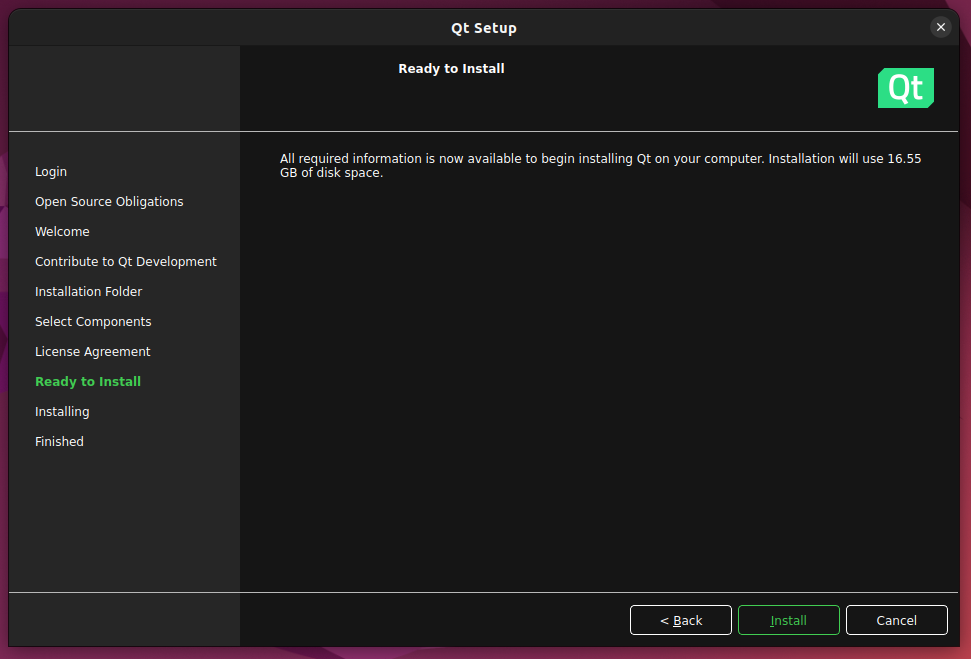 Qt Setup
Ready to Install
Qt
Login
Open Source Obligations
Welcome
Contribute to Qt Development
Installation Folder
Select Components
License Agreement
Ready to Install
Installing
Finished
All required information is now available to begin installing Qt on your computer. Installation will use 16.55
GB of disk space.
< Back
Install
Cancel